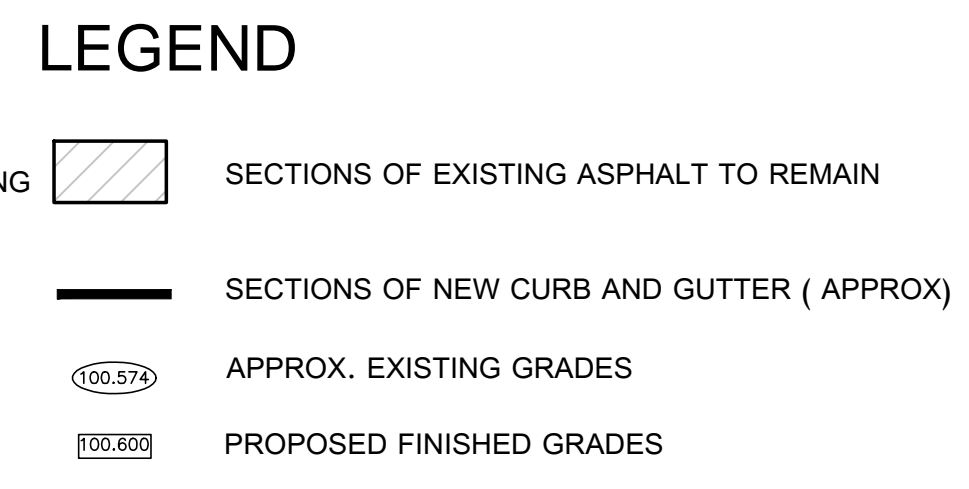 LEGEND
NG
SECTIONS OF EXISTING ASPHALT TO REMAIN
SECTIONS OF NEW CURB AND GUTTER ( APPROX)
100.574 APPROX. EXISTING GRADES
100.600 PROPOSED FINISHED GRADES